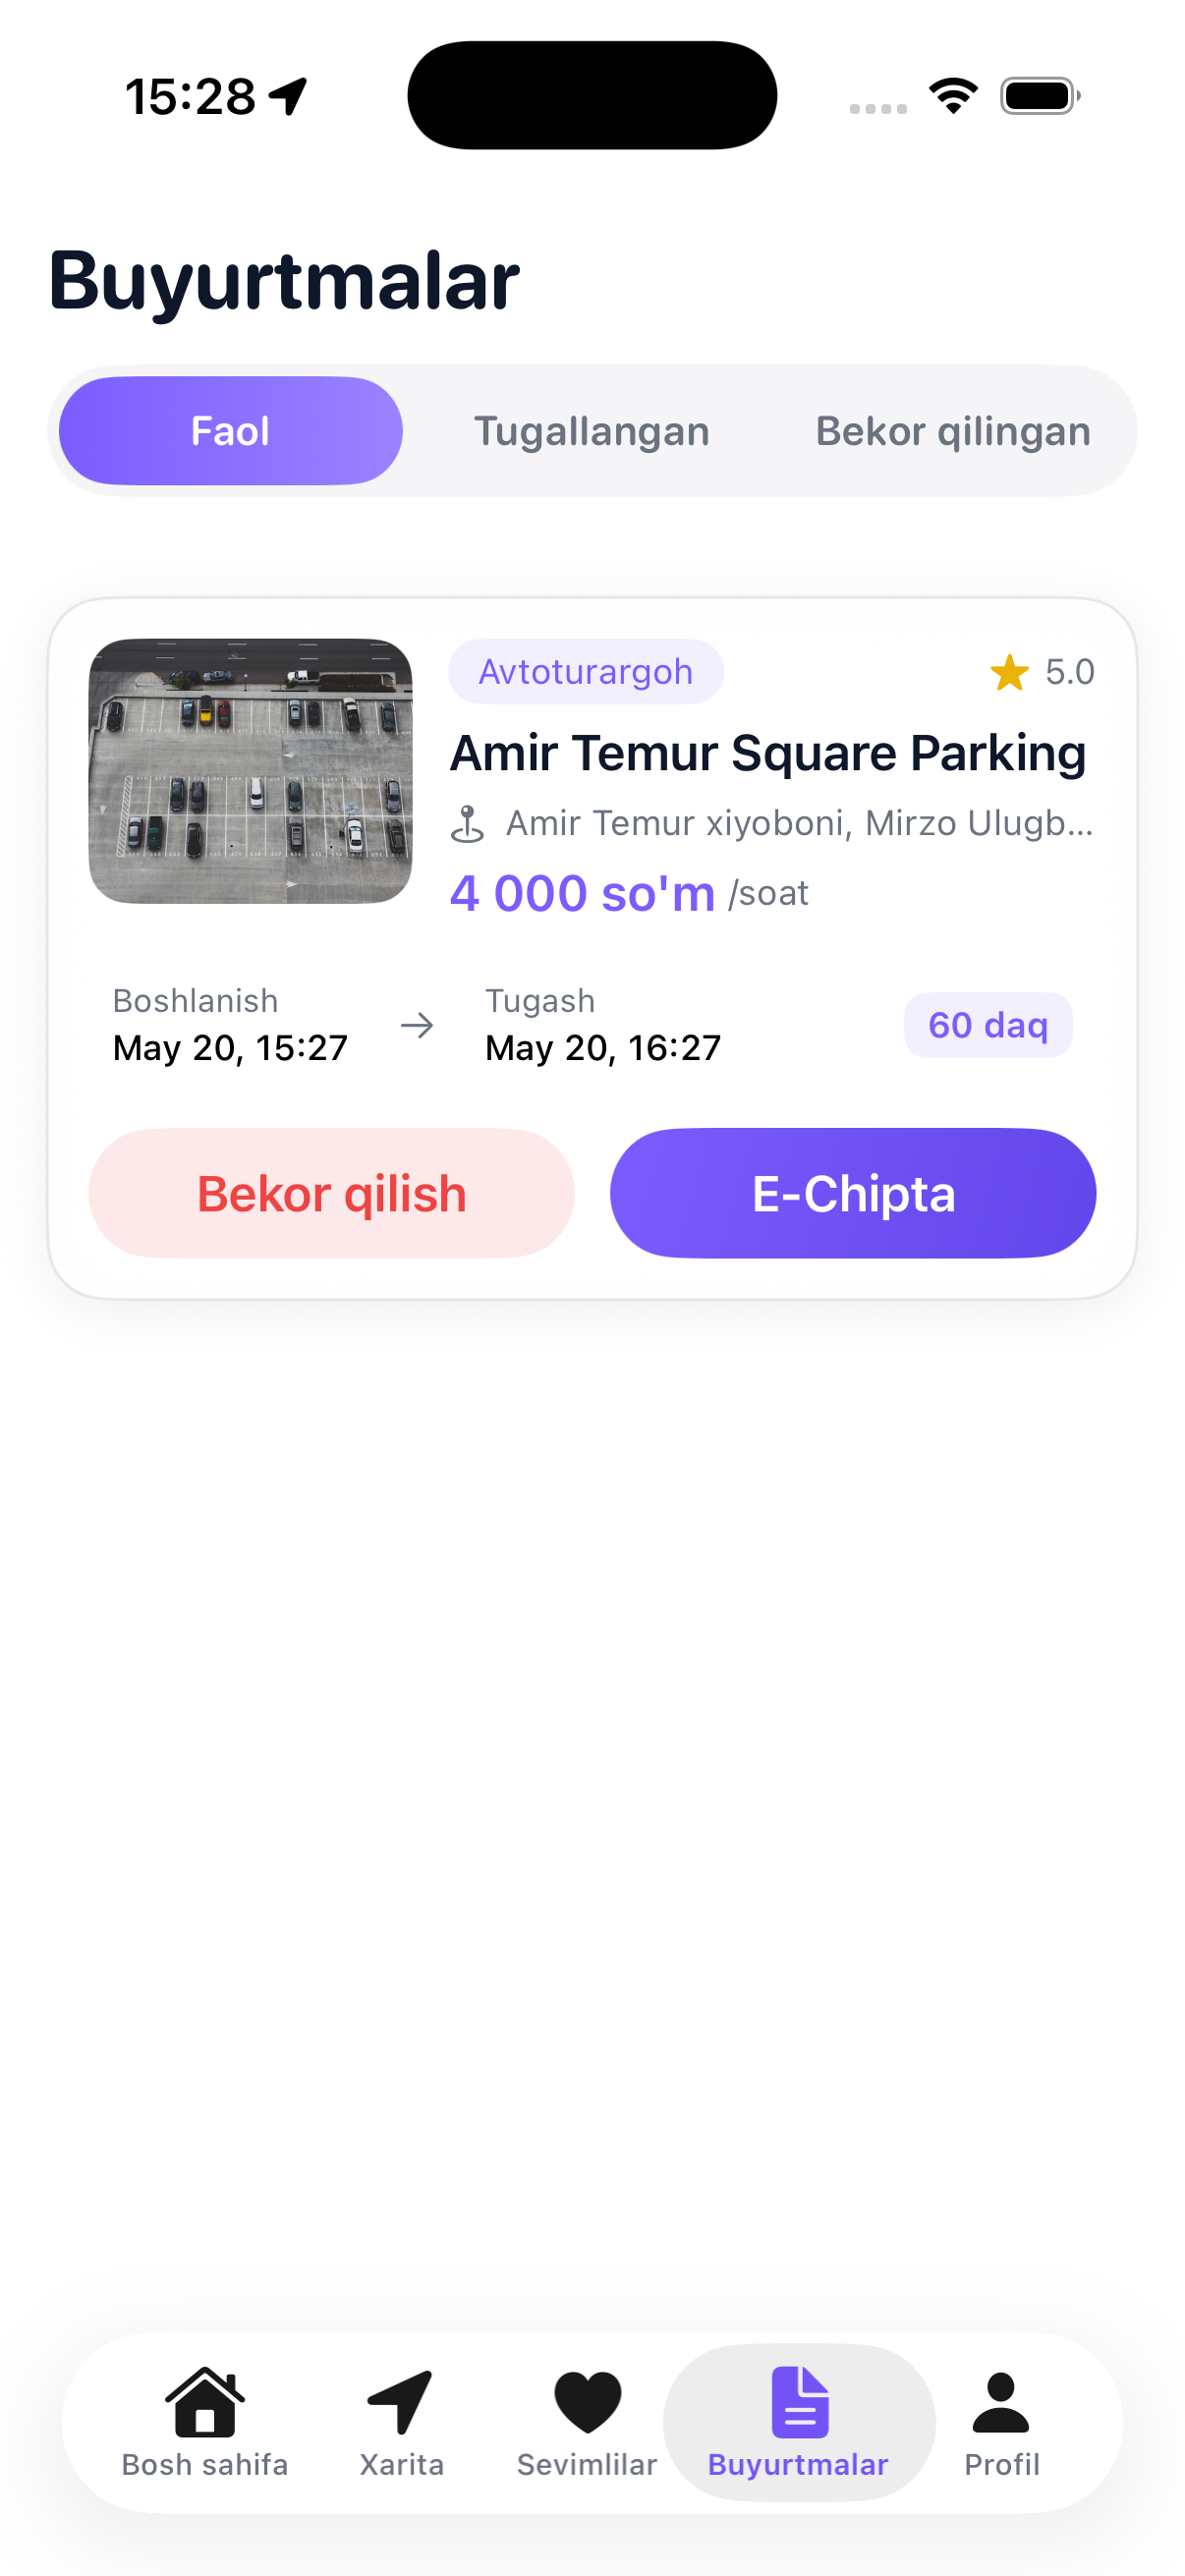 15:28
Buyurtmalar
Faol
Tugallangan
Bekor qilingan
Avtoturargoh
5.0
Amir Temur Square Parking
Amir Temur xiyoboni, Mirzo Ulugb...
4 000 so'm /soat
Boshlanish
May 20, 15:27
Tugash
May 20, 16:27
60 daq
Bekor qilish
E-Chipta
Bosh sahifa
Xarita
Sevimlilar
Buyurtmalar
Profil